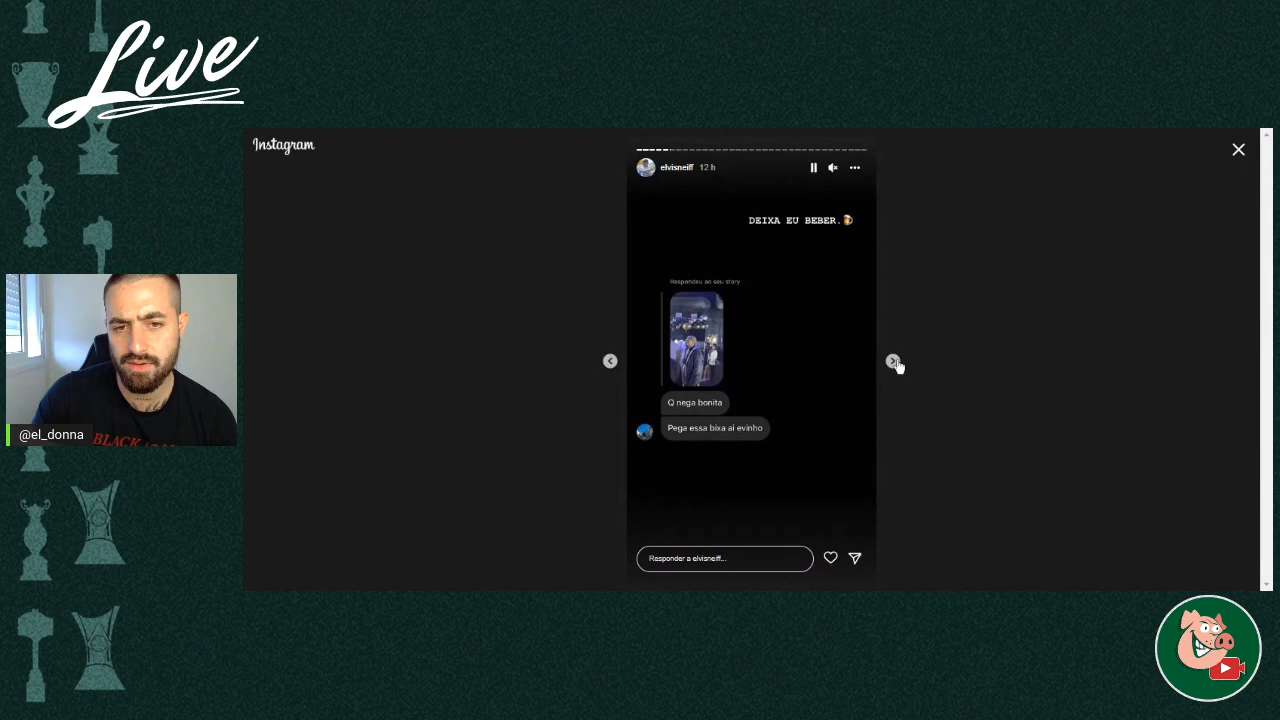 Live
Instagram
elvisneiff 12 h
DEIXA EU BEBER.🍺
Respondeu ao seu story
Q nega bonita
Pega essa bixa ai evinho
@el_donna
Responder a elvisneiff...